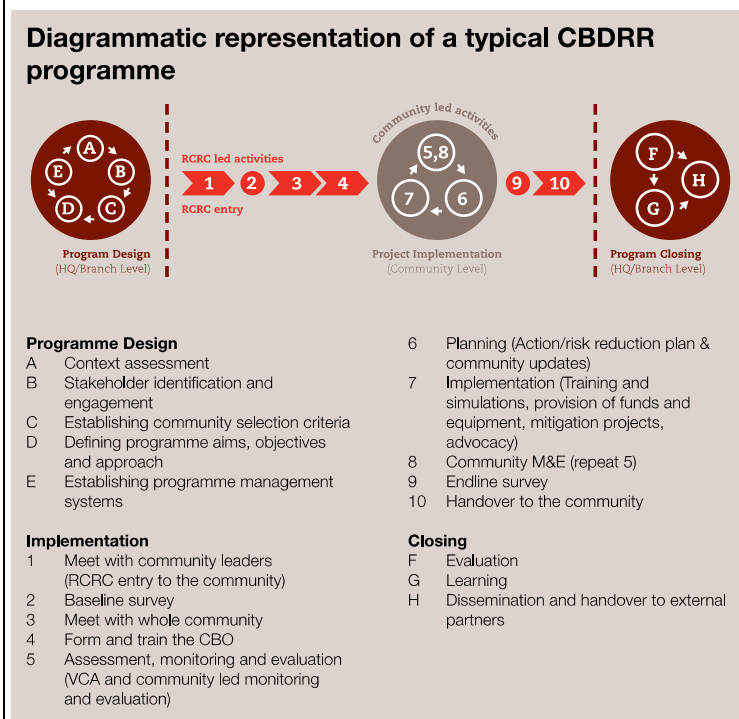 Diagrammatic representation of a typical CBDRR
programme
A
B
C
D
E
Program Design
(HQ/Branch Level)
RCRC led activities
1
2
3
4
RCRC entry
Community led activities
5,8
6
7
Project Implementation
(Community Level)
9
10
F
G
H
Program Closing
(HQ/Branch Level)
Programme Design
A Context assessment
B Stakeholder identification and
engagement
C Establishing community selection criteria
D Defining programme aims, objectives
and approach
E Establishing programme management
systems
Implementation
1 Meet with community leaders
(RCRC entry to the community)
2 Baseline survey
3 Meet with whole community
4 Form and train the CBO
5 Assessment, monitoring and evaluation
(VCA and community led monitoring
and evaluation)
6 Planning (Action/risk reduction plan &
community updates)
7 Implementation (Training and
simulations, provision of funds and
equipment, mitigation projects,
advocacy)
8 Community M&E (repeat 5)
9 Endline survey
10 Handover to the community
Closing
F Evaluation
G Learning
H Dissemination and handover to external
partners